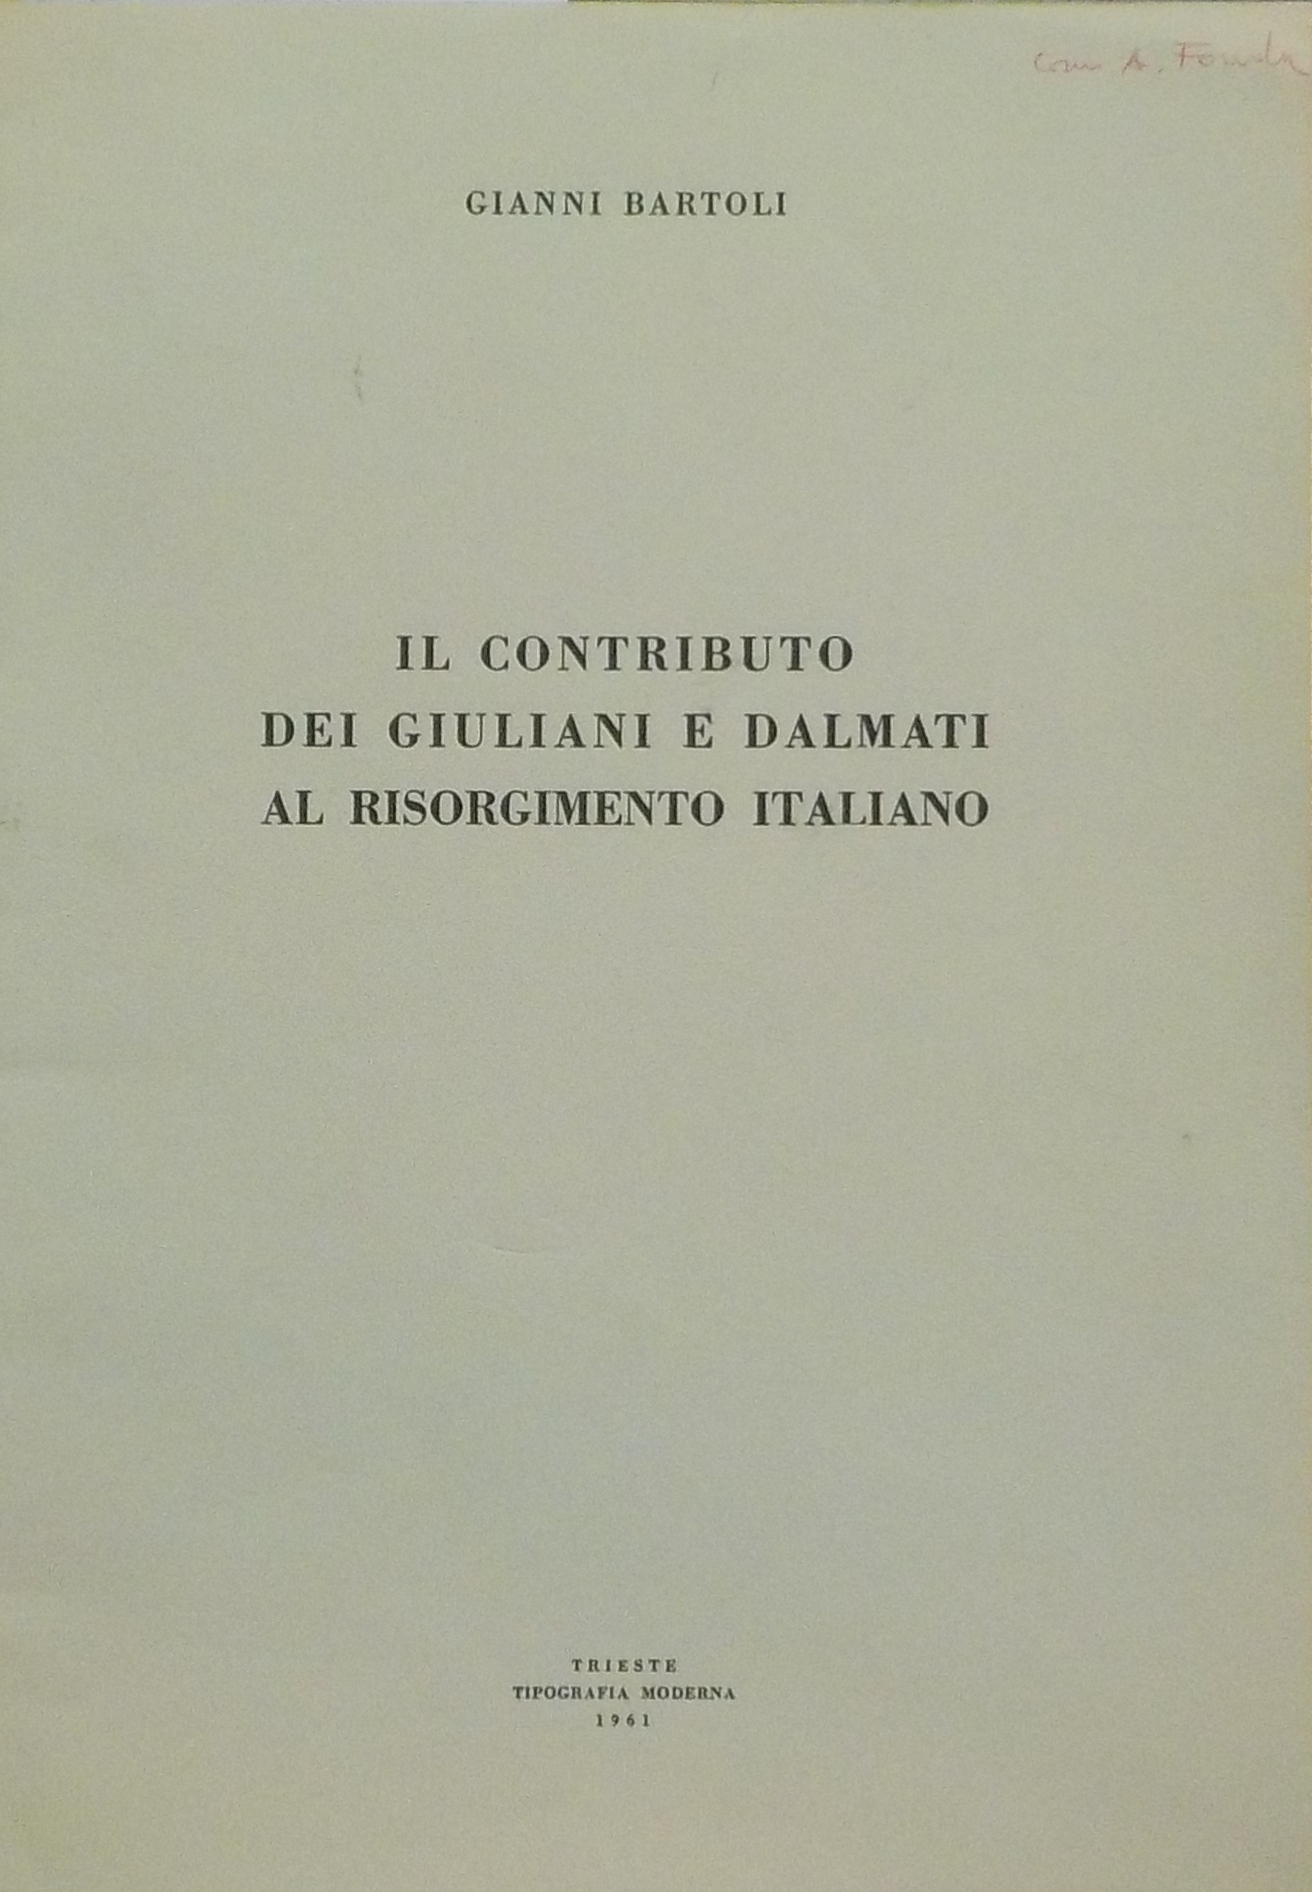 GIANNI BARTOLI
IL CONTRIBUTO
DEI GIULIANI E DALMATI
AL RISORGIMENTO ITALIANO
TRIESTE
TIPOGRAFIA MODERNA
1961